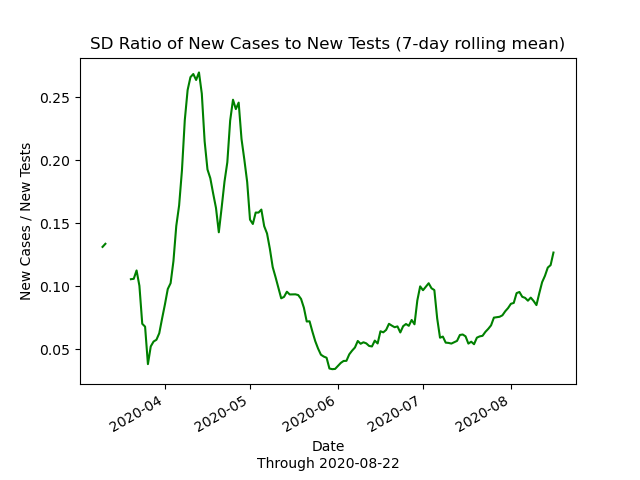 SD Ratio of New Cases to New Tests (7-day rolling mean)
New Cases / New Tests
0.25
0.20
0.15
0.10
0.05
2020-04
2020-05
2020-06
2020-07
2020-08
Date
Through 2020-08-22